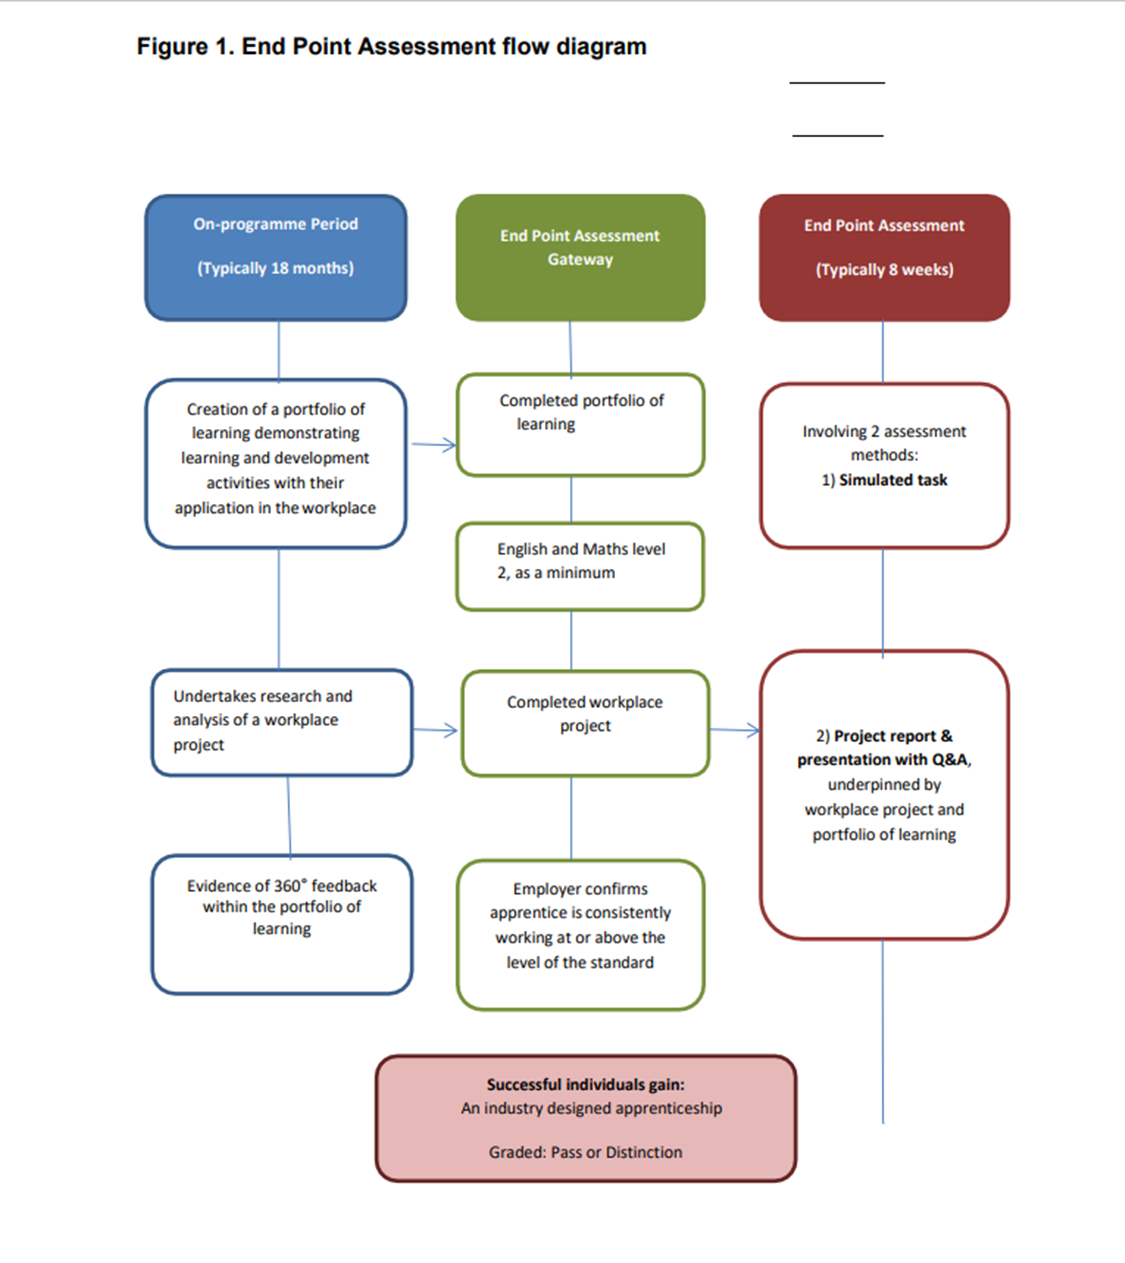 Figure 1. End Point Assessment flow diagram
On-programme Period
(Typically 18 months)
End Point Assessment
Gateway
End Point Assessment
(Typically 8 weeks)
Creation of a portfolio of
learning demonstrating
learning and development
activities with their
application in the workplace
Completed portfolio of
learning
Involving 2 assessment
methods:
1) Simulated task
English and Maths level
2, as a minimum
Undertakes research and
analysis of a workplace
project
Completed workplace
project
2) Project report &
presentation with Q&A,
underpinned by
workplace project and
portfolio of learning
Evidence of 360° feedback
within the portfolio of
learning
Employer confirms
apprentice is consistently
working at or above the
level of the standard
Successful individuals gain:
An industry designed apprenticeship
Graded: Pass or Distinction